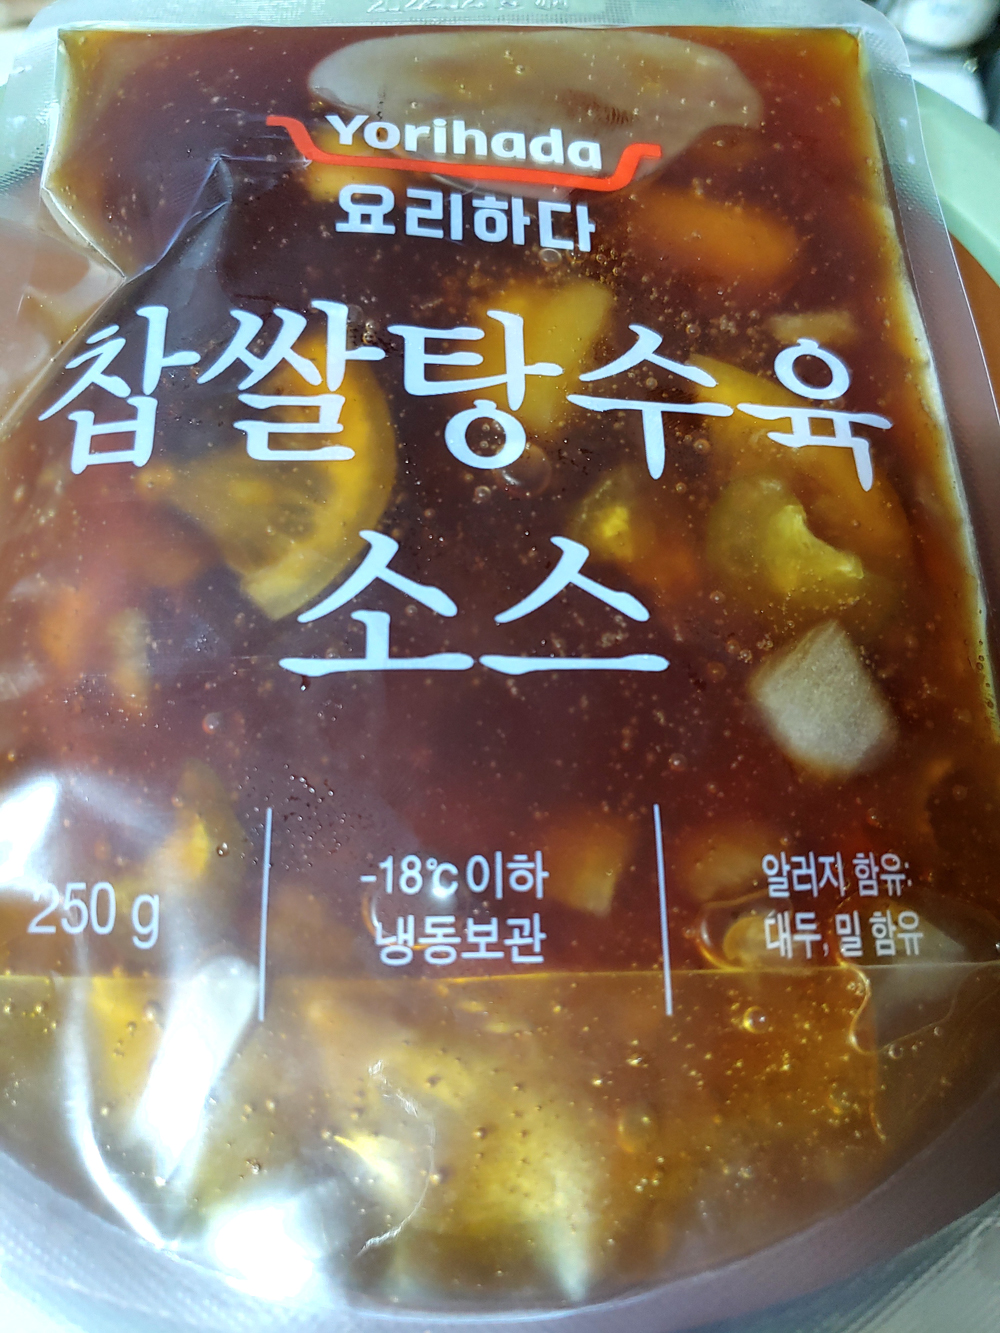 Yorihada
요리하다
찹쌀탕수육
소스
250 g
-18℃ 이하
냉동보관
알러지 함유:
대두, 밀 함유